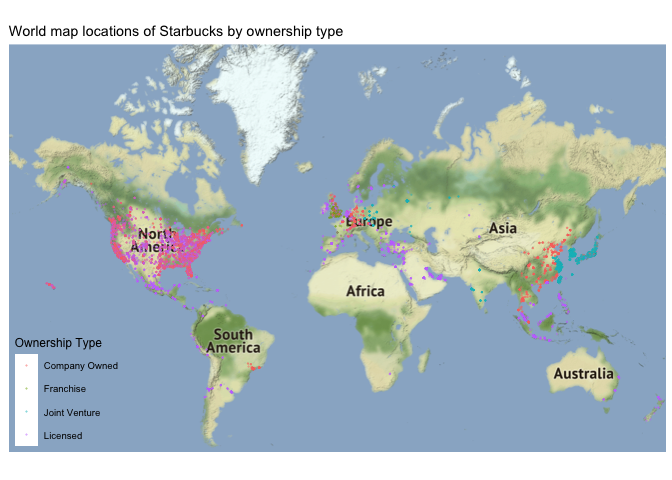 World map locations of Starbucks by ownership type
North
America
Europe
Asia
Africa
South
America
Australia
Ownership Type
Company Owned
Franchise
Joint Venture
Licensed